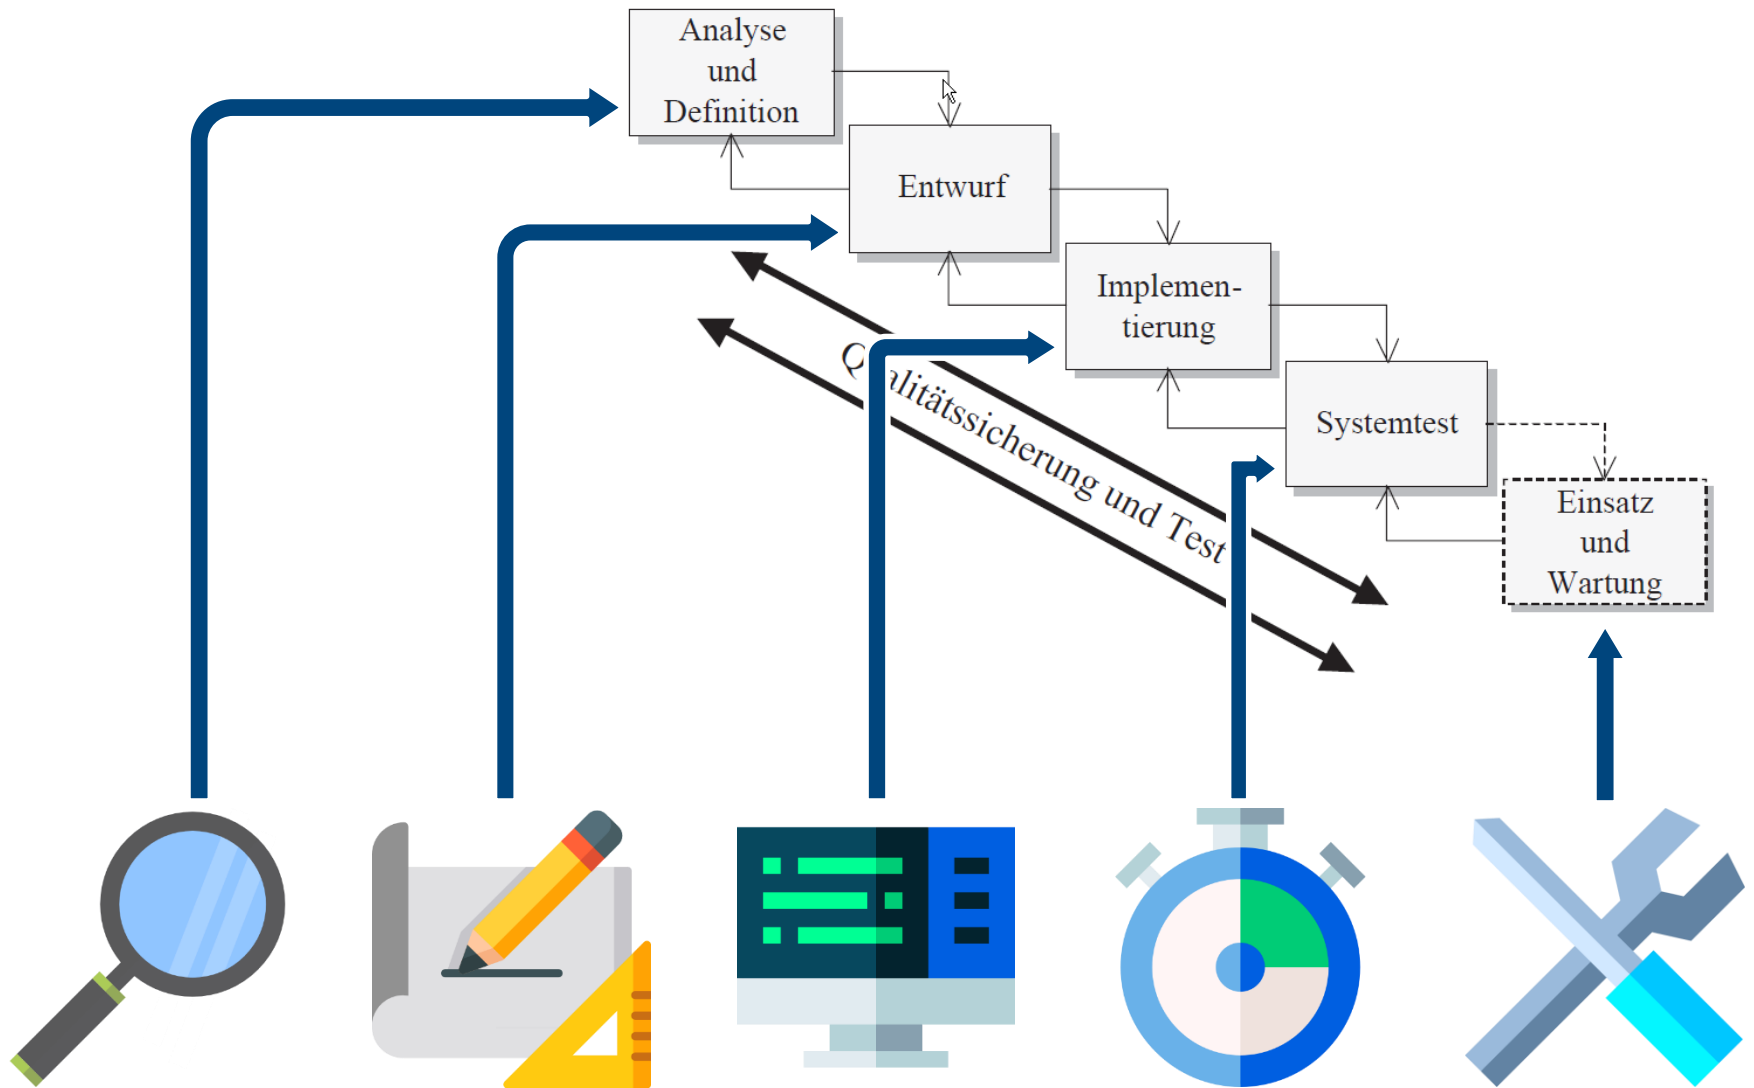 Analyse
und
Definition
Entwurf
Implemen-
tierung
Systemtest
Einsatz
und
Wartung
Qualitätssicherung und Test